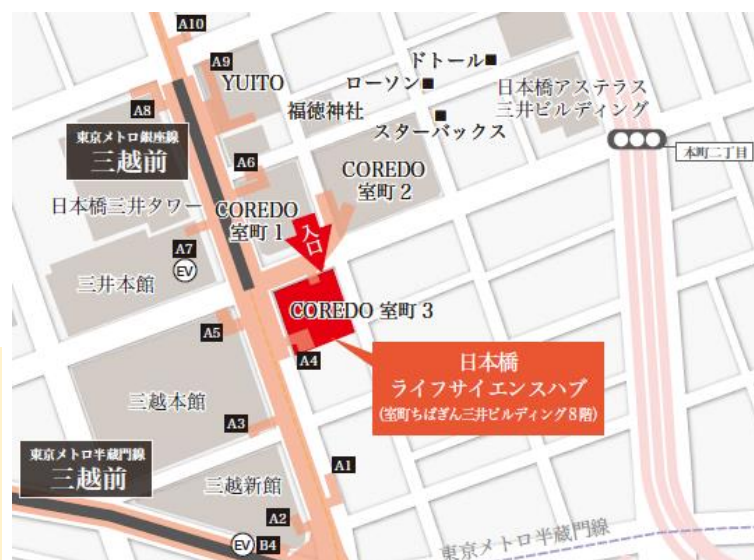 A10
A9
YUITO
ドトール■
ローソン■
日本橋アステラス
三井ビルディング
A8
福徳神社
スターバックス
東京メトロ銀座線
三越前
本町二丁目
A6
COREDO
室町 2
日本橋三井タワー
COREDO
室町 1
入口
A7
EV
三井本館
COREDO 室町 3
A5
A4
日本橋
ライフサイエンスハブ
(室町ちばぎん三井ビルディング8階)
三越本館
A3
東京メトロ半蔵門線
三越前
A1
三越新館
A2
EV
B4
東京メトロ半蔵門線